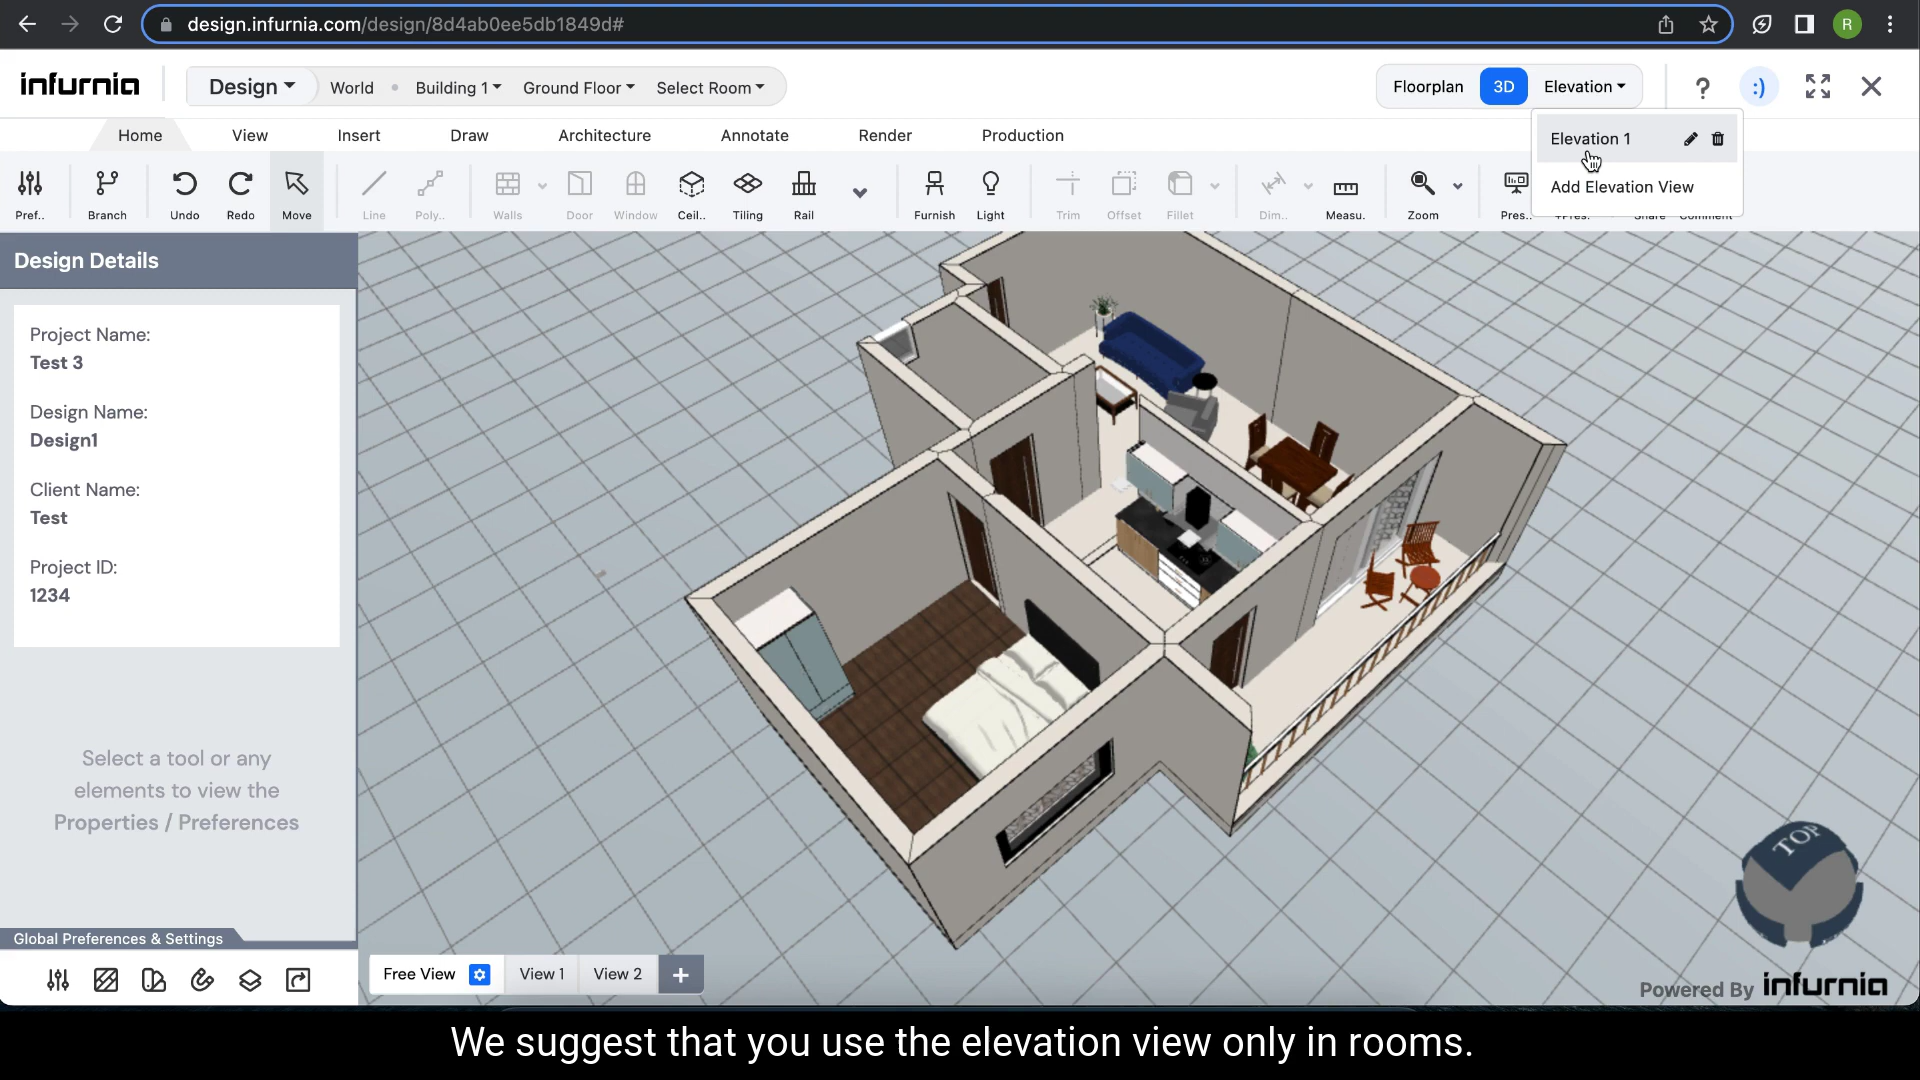 design.infurnia.com/design/8d4ab0ee5db1849d#
R
infurnia
Design
World
Building 1
Ground Floor
Select Room
Floorplan
3D
Elevation
?
:)
Home
View
Insert
Draw
Architecture
Annotate
Render
Production
Elevation 1
Add Elevation View
Pref..
Branch
Undo
Redo
Move
Line
Poly..
Walls
Door
Window
Ceil..
Tiling
Rail
Furnish
Light
Trim
Offset
Fillet
Dim..
Measu.
Zoom
Pres..
+Pres.
Share
Comment
Design Details
Project Name:
Test 3
Design Name:
Design1
Client Name:
Test
Project ID:
1234
Select a tool or any
elements to view the
Properties / Preferences
Global Preferences & Settings
Free View
View 1
View 2
+
TOP
Powered By infurnia
We suggest that you use the elevation view only in rooms.